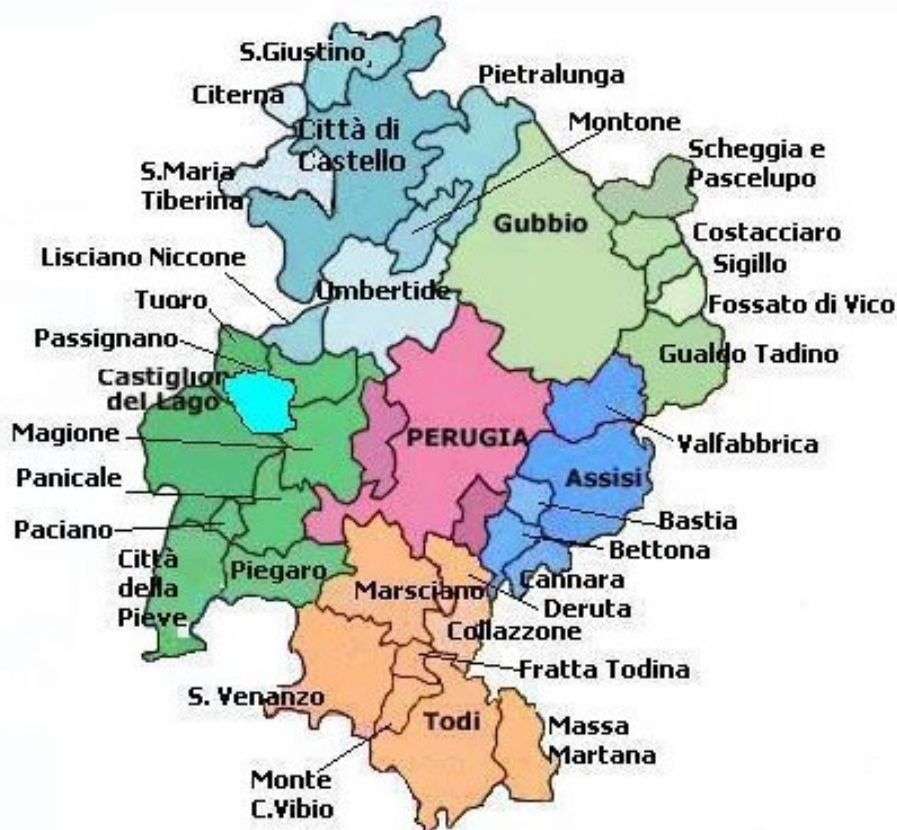 S.Giustino,
Citerna
Pietralunga
Città di
Castello
Montone
S.Maria
Tiberina
Scheggia e
Pascelupo
Gubbio
Costacciaro
Lisciano Niccone
Sigillo
Umbertide
Tuoro
Fossato di Vico
Passignano
Gualdo Tadino
Castiglion
del Lago
Magione
PERUGIA
Valfabbrica
Panicale
Assisi
Paciano
Bastia
Bettona
Città
della
Pieve
Piegaro
Marsciano
Cannara
Deruta
Collazzone
Fratta Todina
S. Venanzo
Todi
Massa
Martana
Monte
C.Vibio